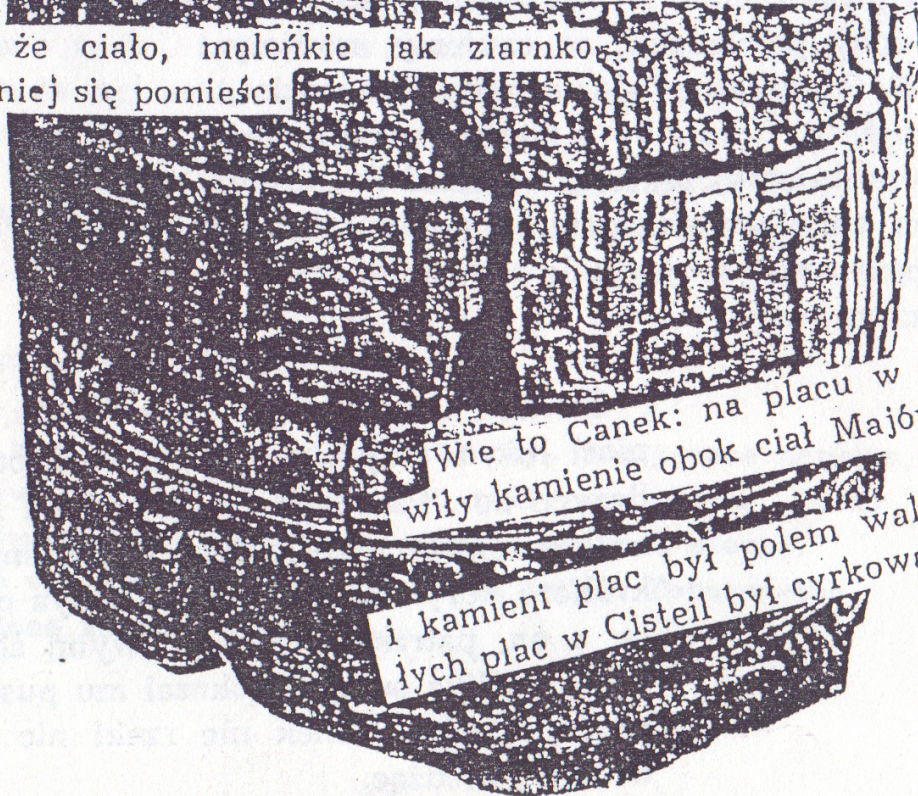 że ciało, maleńkie jak ziarnko,
niej się pomieści.
Wie to Canek: na placu w
wiły kamienie obok ciał Majó
i kamieni plac był polem wal
łych plac w Cisteil był cyrkowa